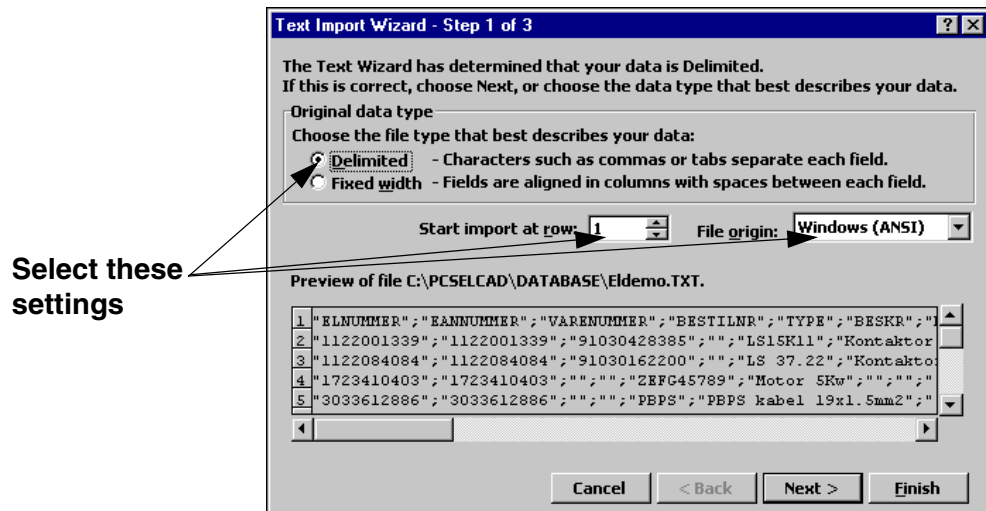 Text Import Wizard - Step 1 of 3
The Text Wizard has determined that your data is Delimited.
If this is correct, choose Next, or choose the data type that best describes your data.
Original data type
Choose the file type that best describes your data:
Delimited - Characters such as commas or tabs separate each field.
Fixed width - Fields are aligned in columns with spaces between each field.
Start import at row: 1 File origin: Windows (ANSI)
Select these
settings
Preview of file C:\PCSELCAD\DATABASE\Eldemo.TXT.
1 "ELNUMMER";"EANNUMMER";"VARENUMMER";"BESTILNR";"TYPE";"BESKR";"
2 "1122001339";"1122001339";"91030428385";"";"LS15K11";"Kontaktor
3 "1122084084";"1122084084";"91030162200";"";"LS 37.22";"Kontakto
4 "1723410403";"1723410403";"";"";"ZEFG45789";"Motor 5Kw";"";"";"
5 "3033612886";"3033612886";"";"";"PBPS";"PBPS kabel 19x1.5mm2";"
Cancel < Back Next > Finish